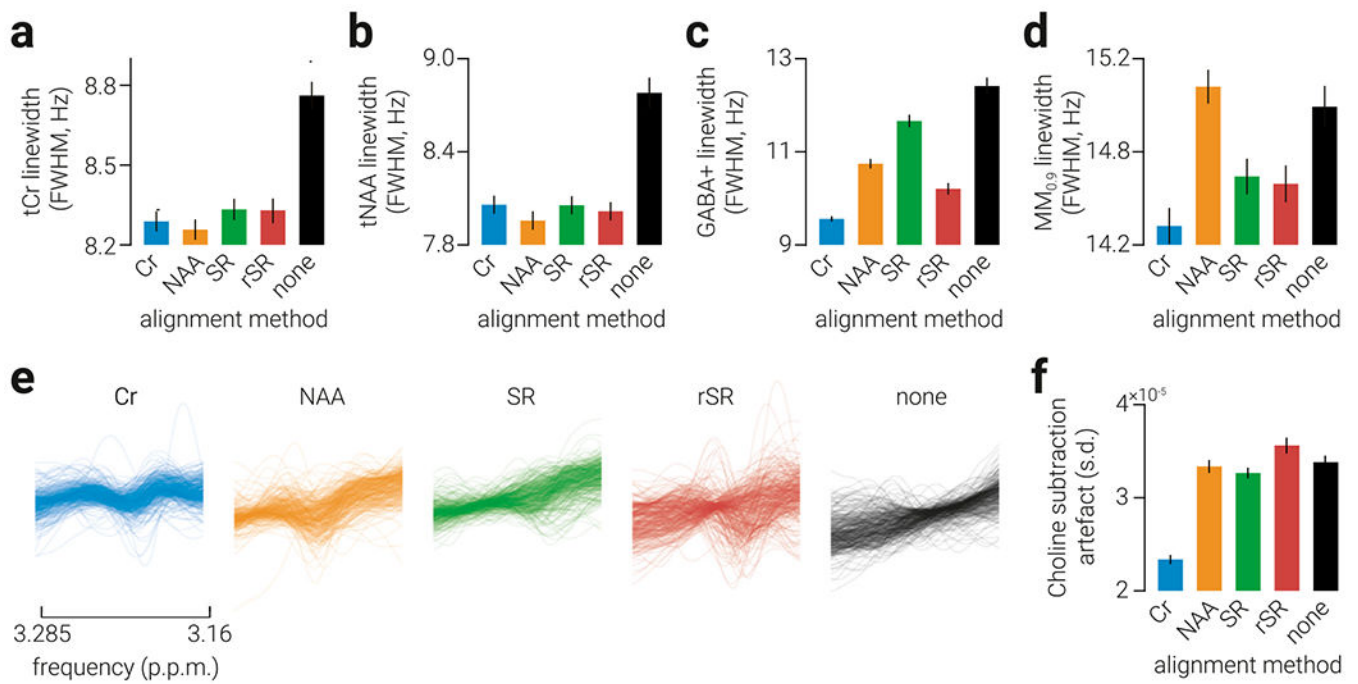 a
tCr linewidth
(FWHM, Hz)
8.8
8.5
8.2
Cr
NAA
SR
rSR
none
alignment method
b
tNAA linewidth
(FWHM, Hz)
9.0
8.4
7.8
Cr
NAA
SR
rSR
none
alignment method
c
GABA+ linewidth
(FWHM, Hz)
13
11
9
Cr
NAA
SR
rSR
none
alignment method
d
MM0.9 linewidth
(FWHM, Hz)
15.2
14.8
14.2
Cr
NAA
SR
rSR
none
alignment method
e
Cr
NAA
SR
rSR
none
3.285 3.16
frequency (p.p.m.)
f
Choline subtraction
artefact (s.d.)
4×10-5
3
2
Cr
NAA
SR
rSR
none
alignment method